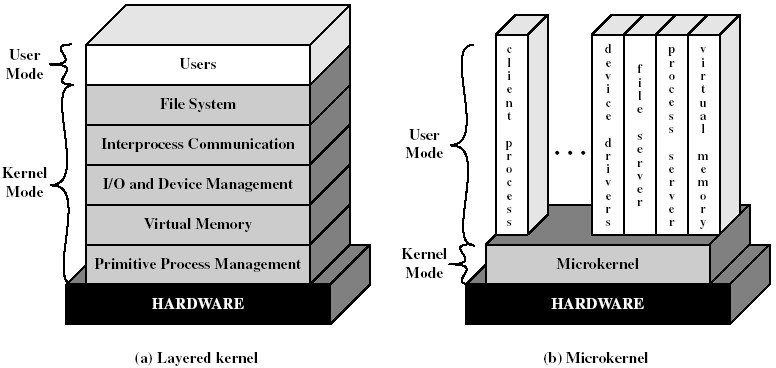 User
Mode
Kernel
Mode
Users
File System
Interprocess Communication
I/O and Device Management
Virtual Memory
Primitive Process Management
HARDWARE
(a) Layered kernel
User
Mode
Kernel
Mode
client process
...
device drivers
file server
process server
virtual memory
Microkernel
HARDWARE
(b) Microkernel